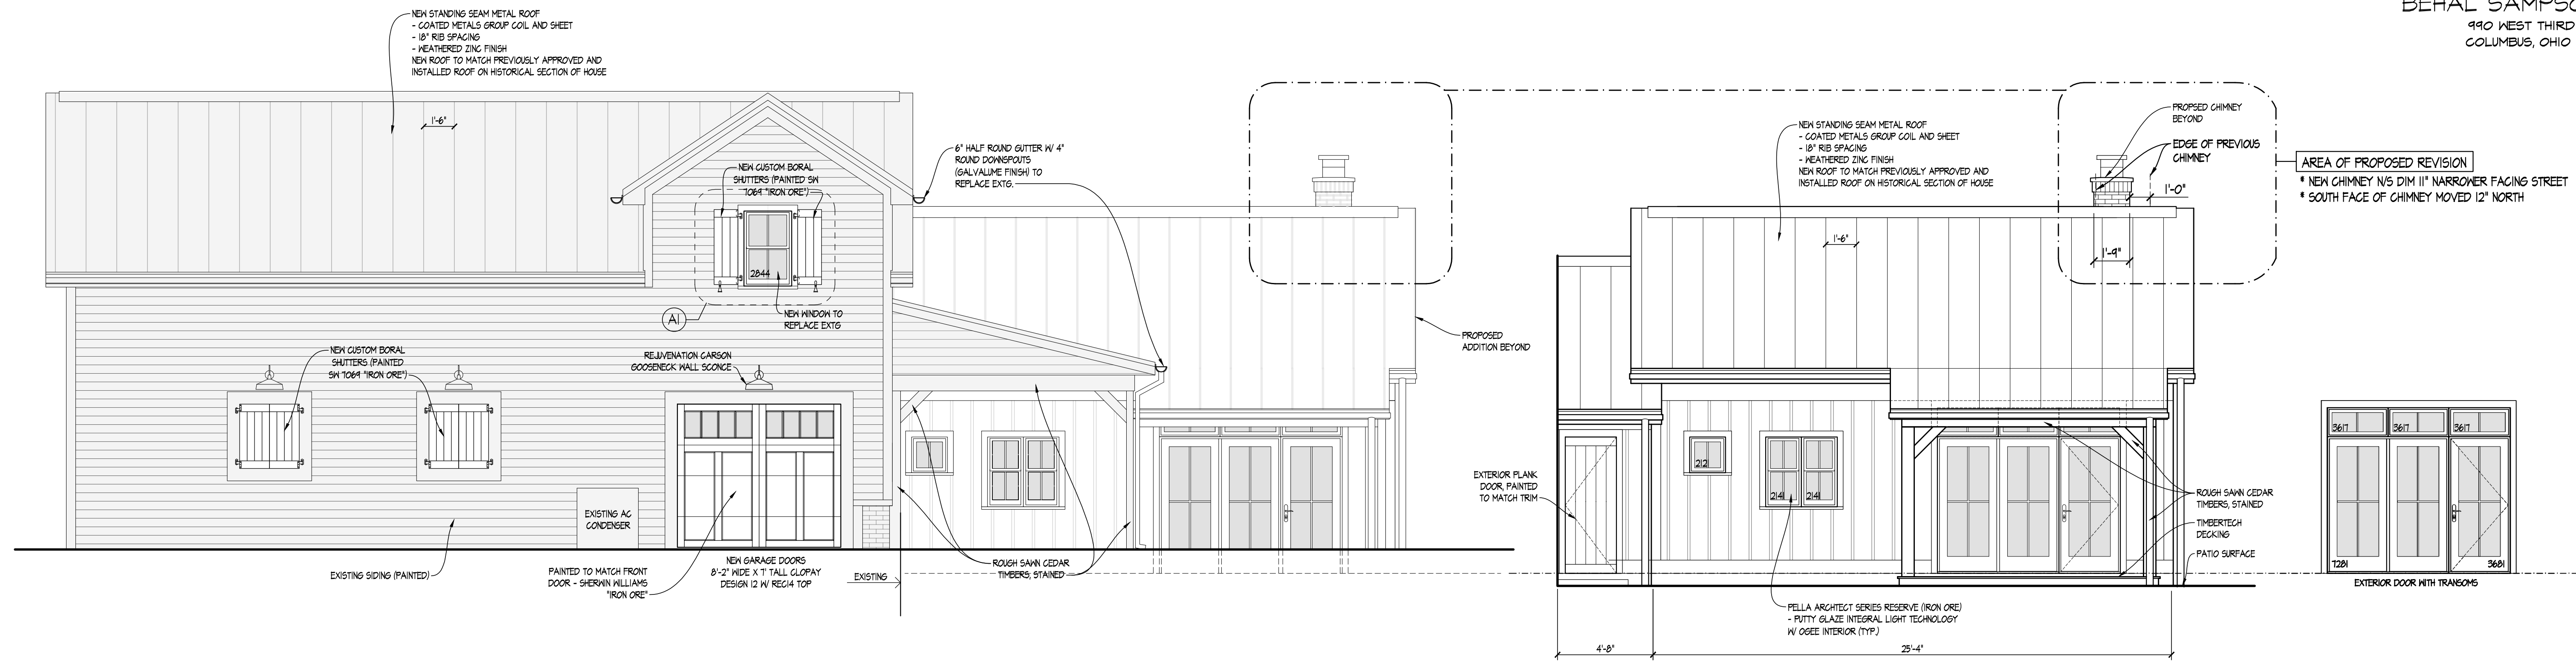 BEHAL SAMPSO
990 WEST THIRD
COLUMBUS, OHIO
NEW STANDING SEAM METAL ROOF
- COATED METALS GROUP COIL AND SHEET
- 18" RIB SPACING
- WEATHERED ZINC FINISH
NEW ROOF TO MATCH PREVIOUSLY APPROVED AND
INSTALLED ROOF ON HISTORICAL SECTION OF HOUSE
1'-6"
NEW CUSTOM BORAL
SHUTTERS (PAINTED SW
7069 "IRON ORE")
2844
A1
NEW WINDOW TO
REPLACE EXTG
6" HALF ROUND GUTTER W/ 4"
ROUND DOWNSPOUTS
(GALVALUME FINISH) TO
REPLACE EXTG.
NEW CUSTOM BORAL
SHUTTERS (PAINTED
SW 7069 "IRON ORE")
REJUVENATION CARSON
GOOSENECK WALL SCONCE
EXISTING AC
CONDENSER
EXISTING SIDING (PAINTED)
PAINTED TO MATCH FRONT
DOOR - SHERWIN WILLIAMS
"IRON ORE"
NEW GARAGE DOORS
8'-2" WIDE X 7' TALL CLOPAY
DESIGN 12 W/ REC14 TOP
EXISTING
ROUGH SAWN CEDAR
TIMBERS, STAINED
PROPOSED
ADDITION BEYOND
NEW STANDING SEAM METAL ROOF
- COATED METALS GROUP COIL AND SHEET
- 18" RIB SPACING
- WEATHERED ZINC FINISH
NEW ROOF TO MATCH PREVIOUSLY APPROVED AND
INSTALLED ROOF ON HISTORICAL SECTION OF HOUSE
1'-6"
PROPSED CHIMNEY
BEYOND
EDGE OF PREVIOUS
CHIMNEY
1'-0"
1'-9"
AREA OF PROPOSED REVISION
* NEW CHIMNEY N/S DIM 11" NARROWER FACING STREET
* SOUTH FACE OF CHIMNEY MOVED 12" NORTH
EXTERIOR PLANK
DOOR, PAINTED
TO MATCH TRIM
2121
2141 2141
ROUGH SAWN CEDAR
TIMBERS, STAINED
TIMBERTECH
DECKING
PATIO SURFACE
PELLA ARCHITECT SERIES RESERVE (IRON ORE)
- PUTTY GLAZE INTEGRAL LIGHT TECHNOLOGY
W/ OGEE INTERIOR (TYP.)
4'-8"
25'-4"
3617 3617 3617
7281 3681
EXTERIOR DOOR WITH TRANSOMS